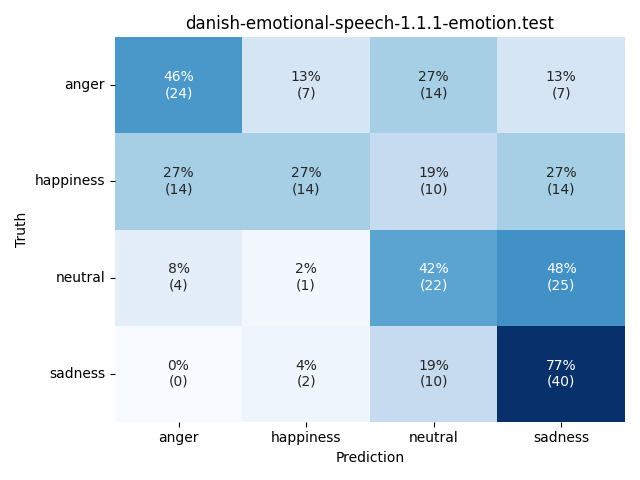 danish-emotional-speech-1.1.1-emotion.test
Truth
anger
46% 13% 27% 13%
(24) (7) (14) (7)
happiness
27% 27% 19% 27%
(14) (14) (10) (14)
neutral
8% 2% 42% 48%
(4) (1) (22) (25)
sadness
0% 4% 19% 77%
(0) (2) (10) (40)
anger happiness neutral sadness
Prediction